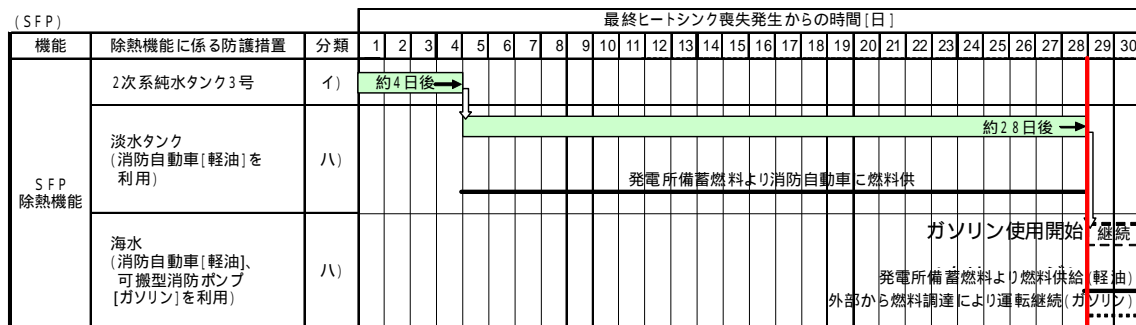 (SFP)
最終ヒートシンク喪失発生からの時間[日]
機能 除熱機能に係る防護措置 分類 1 2 3 4 5 6 7 8 9 10 11 12 13 14 15 16 17 18 19 20 21 22 23 24 25 26 27 28 29 30
SFP
除熱機能
2次系純水タンク3号 イ)
約4日後
淡水タンク
(消防自動車[軽油]を
利用)
ハ)
約28日後
発電所備蓄燃料より消防自動車に燃料供
海水
(消防自動車[軽油]、
可搬型消防ポンプ
[ガソリン]を利用)
ハ)
ガソリン使用開始 継続
発電所備蓄燃料より燃料供給(軽油)
外部から燃料調達により運転継続(ガソリン)